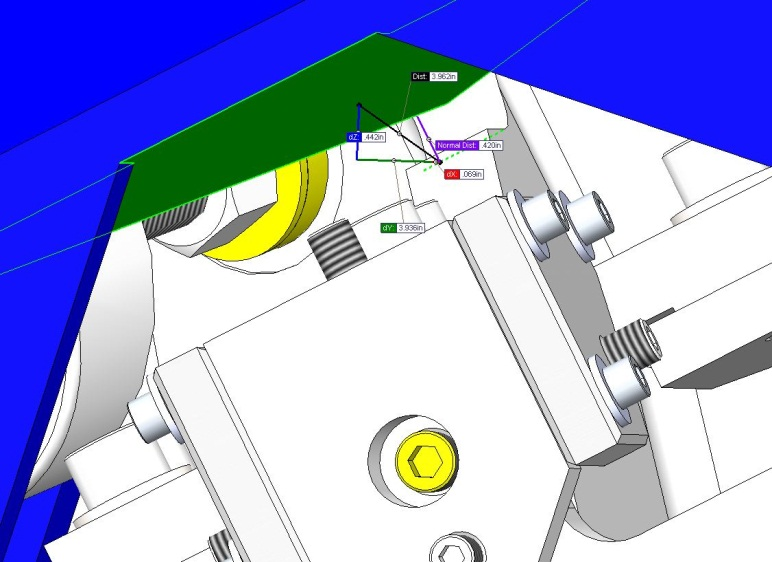 Dist: 3.962in
dZ: .442in
Normal Dist: .420in
dX: .069in
dY: 3.936in